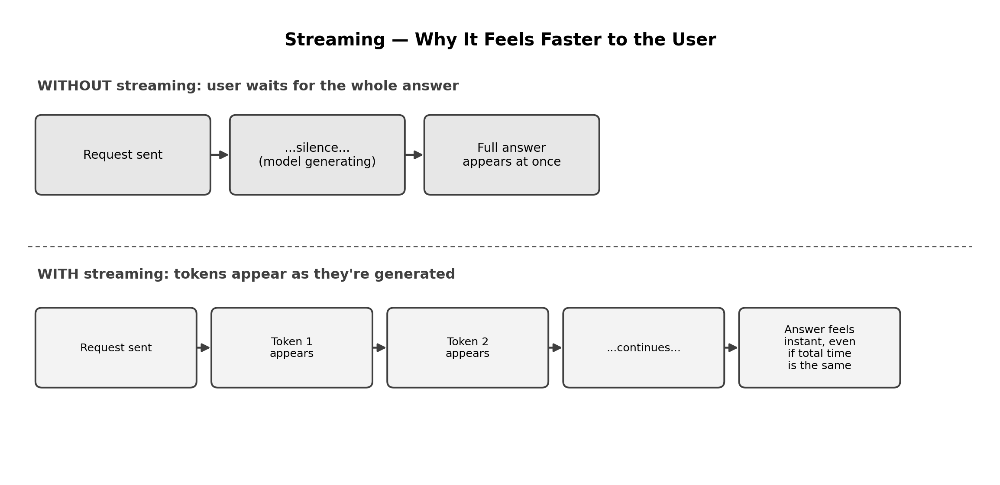 Streaming — Why It Feels Faster to the User
WITHOUT streaming: user waits for the whole answer
Request sent
...silence...
(model generating)
Full answer
appears at once
WITH streaming: tokens appear as they're generated
Request sent
Token 1
appears
Token 2
appears
...continues...
Answer feels
instant, even
if total time
is the same